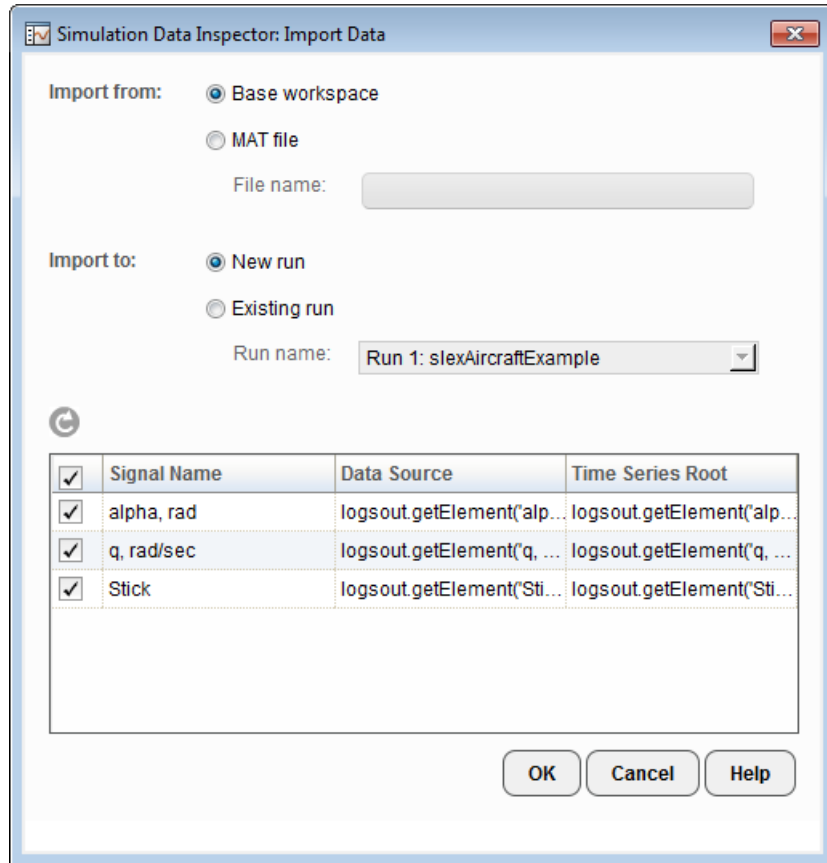 Simulation Data Inspector: Import Data
Import from: Base workspace
MAT file
File name:
Import to: New run
Existing run
Run name: Run 1: slexAircraftExample
Signal Name Data Source Time Series Root
alpha, rad logsout.getElement('alp... logsout.getElement('alp...
q, rad/sec logsout.getElement('q, ... logsout.getElement('q, ...
Stick logsout.getElement('Sti... logsout.getElement('Sti...
OK Cancel Help